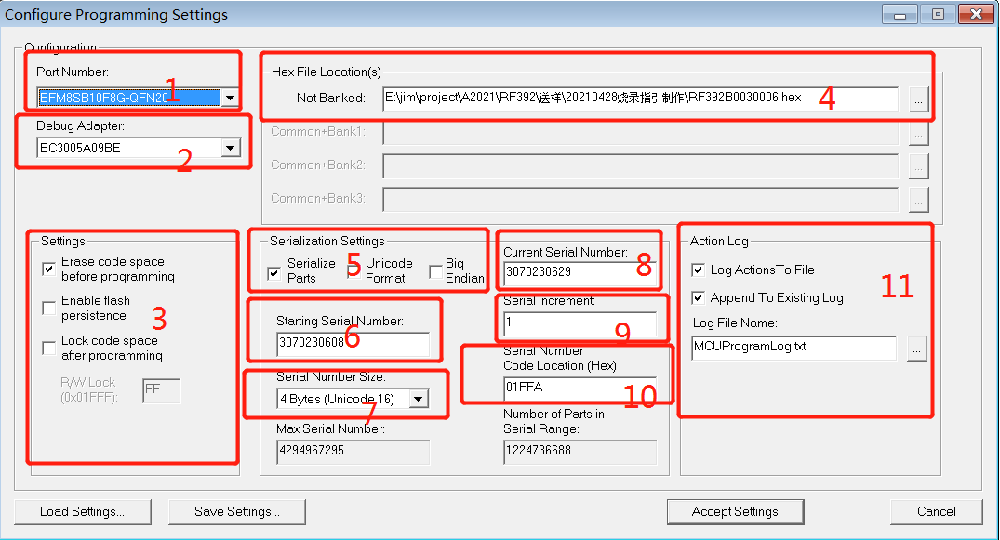 Configure Programming Settings
Configuration
Part Number:
EFM8SB10F8G-QFN20
1
Debug Adapter:
EC3005A09BE
2
Hex File Location(s)
Not Banked:
E:\jim\project\A2021\RF392\送样\20210428烧录指引制作\RF392B0030006.hex
...
4
Common+Bank1:
...
Common+Bank2:
...
Common+Bank3:
...
Settings
Erase code space
before programming
Enable flash
persistence
3
Lock code space
after programming
R/W Lock
(0x01FFF):
FF
Serialization Settings
Serialize
Parts
5
Unicode
Format
Big
Endian
Starting Serial Number:
3070230608
6
Serial Number Size:
4 Bytes (Unicode 16)
7
Max Serial Number:
4294967295
Current Serial Number:
3070230629
8
Serial Increment:
1
9
Serial Number
Code Location (Hex)
01FFA
10
Number of Parts in
Serial Range:
1224736688
Action Log
Log ActionsTo File
11
Append To Existing Log
Log File Name:
MCUProgramLog.txt
...
Load Settings...
Save Settings...
Accept Settings
Cancel